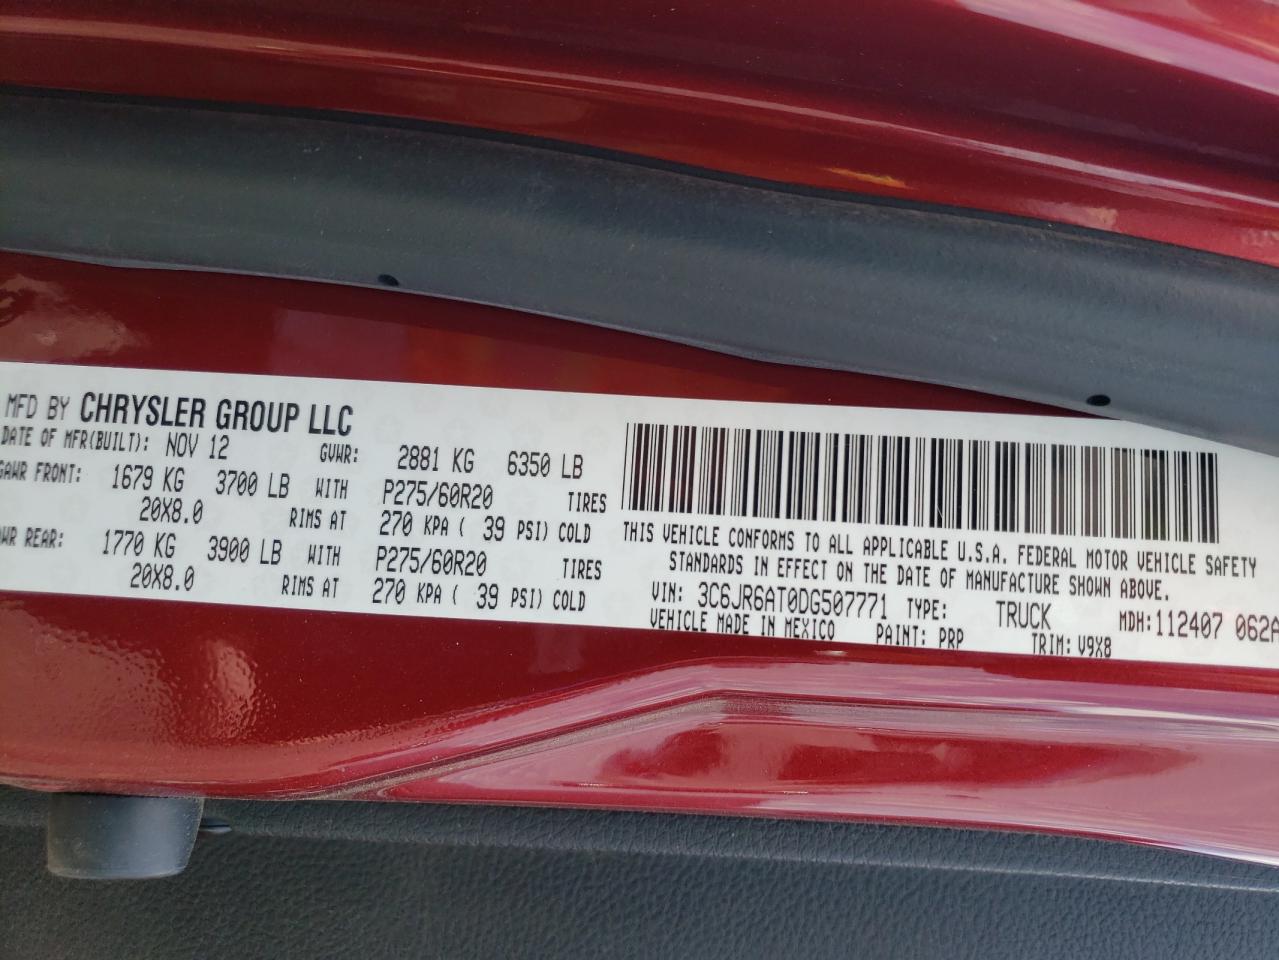 MFD BY CHRYSLER GROUP LLC
DATE OF MFR(BUILT): NOV 12 GVWR: 2881 KG 6350 LB
GAWR FRONT: 1679 KG 3700 LB WITH P275/60R20 TIRES
20X8.0 RIMS AT 270 KPA ( 39 PSI) COLD
WR REAR: 1770 KG 3900 LB WITH P275/60R20 TIRES
20X8.0 RIMS AT 270 KPA ( 39 PSI) COLD
THIS VEHICLE CONFORMS TO ALL APPLICABLE U.S.A. FEDERAL MOTOR VEHICLE SAFETY
STANDARDS IN EFFECT ON THE DATE OF MANUFACTURE SHOWN ABOVE.
VIN: 3C6JR6AT0DG507771 TYPE: TRUCK MDH:112407 062A
VEHICLE MADE IN MEXICO PAINT: PRP TRIM: V9X8